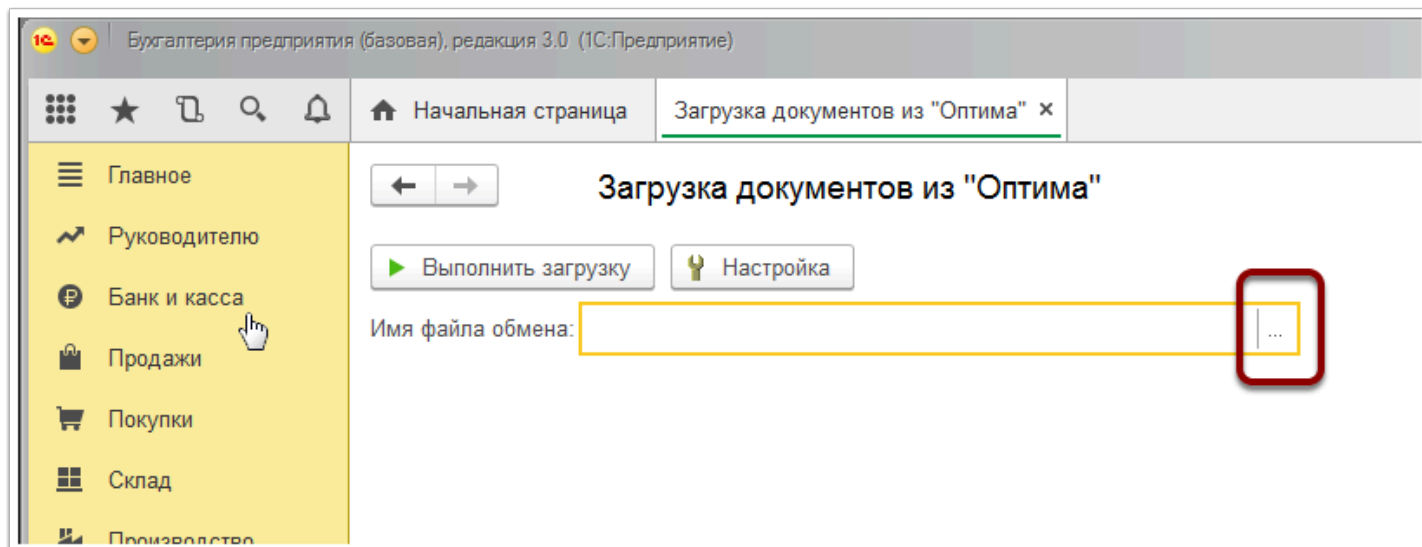 1С Бухгалтерия предприятия (базовая), редакция 3.0 (1С:Предприятие)
Начальная страница
Загрузка документов из "Оптима" ×
Главное
Загрузка документов из "Оптима"
Руководителю
Выполнить загрузку
Настройка
Банк и касса
Имя файла обмена:
...
Продажи
Покупки
Склад
Производство